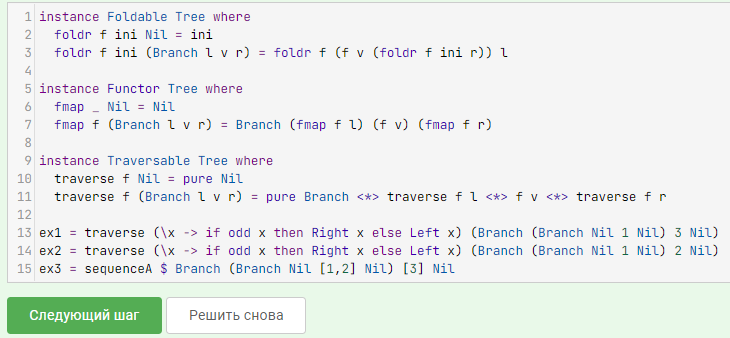 1 instance Foldable Tree where
2   foldr f ini Nil = ini
3   foldr f ini (Branch l v r) = foldr f (f v (foldr f ini r)) l
4
5 instance Functor Tree where
6   fmap _ Nil = Nil
7   fmap f (Branch l v r) = Branch (fmap f l) (f v) (fmap f r)
8
9 instance Traversable Tree where
10   traverse f Nil = pure Nil
11   traverse f (Branch l v r) = pure Branch <*> traverse f l <*> f v <*> traverse f r
12
13 ex1 = traverse (\x -> if odd x then Right x else Left x) (Branch (Branch Nil 1 Nil) 3 Nil)
14 ex2 = traverse (\x -> if odd x then Right x else Left x) (Branch (Branch Nil 1 Nil) 2 Nil)
15 ex3 = sequenceA $ Branch (Branch Nil [1,2] Nil) [3] Nil
Следующий шаг Решить снова